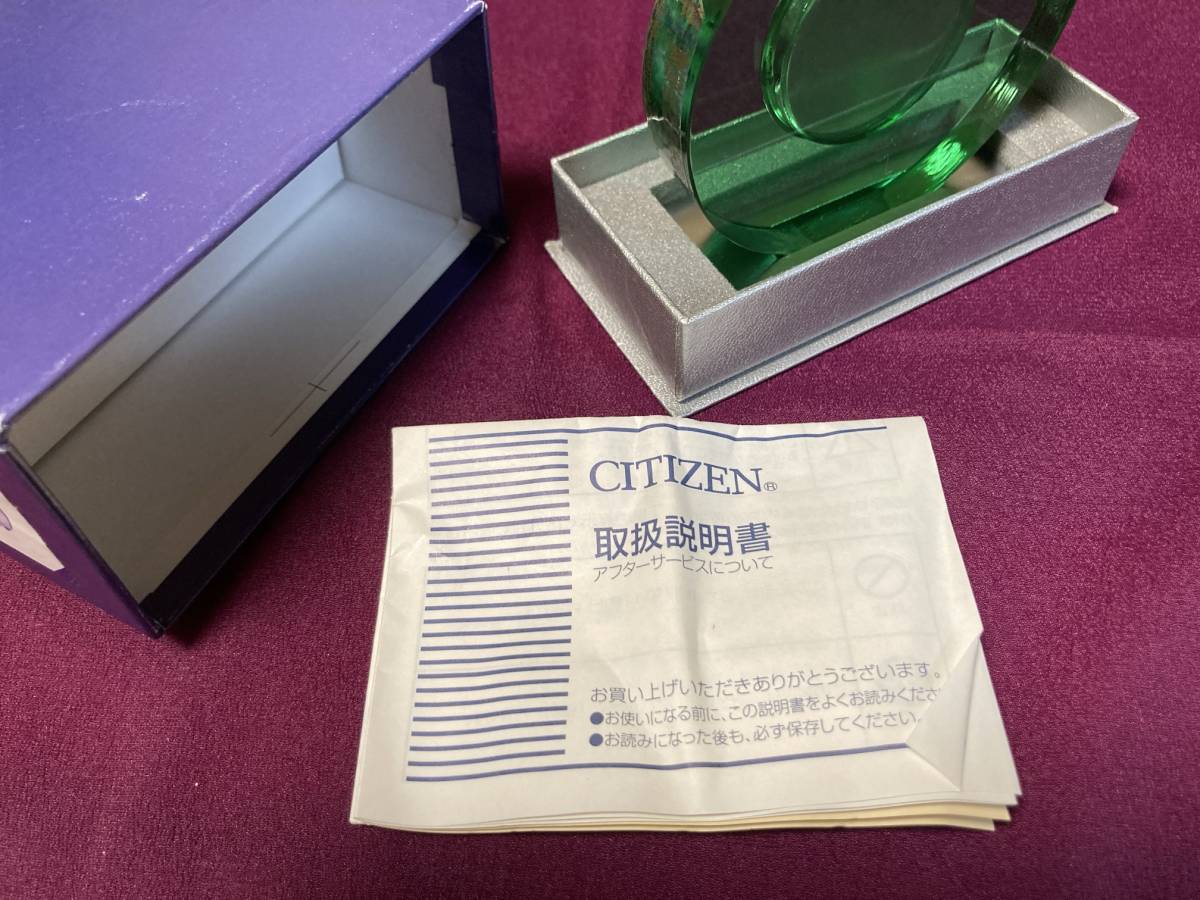 CITIZEN®
取扱説明書
アフターサービスについて
お買い上げいただきありがとうございます。
●お使いになる前に、この説明書をよくお読みくださ
●お読みになった後も、必ず保存してください。